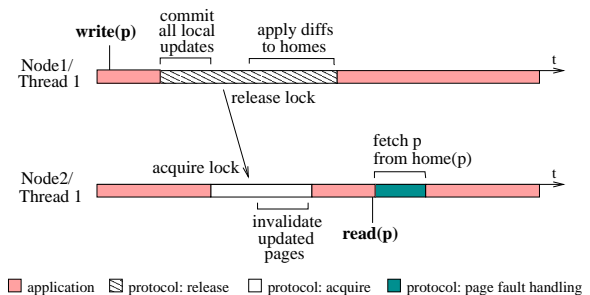 commit
all local
updates
apply diffs
to homes
write(p)
Node1/
Thread 1
t
release lock
fetch p
from home(p)
acquire lock
t
Node2/
Thread 1
invalidate
updated
pages
read(p)
application
protocol: release
protocol: acquire
protocol: page fault handling